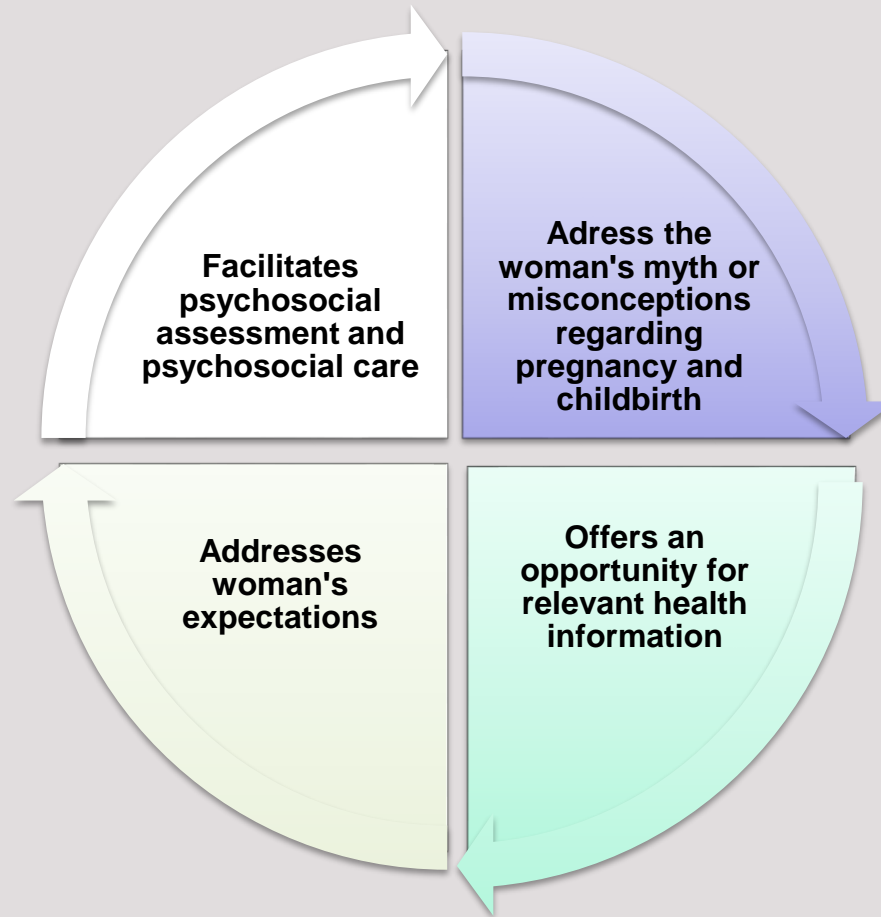 Facilitates
psychosocial
assessment and
psychosocial care
Adress the
woman's myth or
misconceptions
regarding
pregnancy and
childbirth
Addresses
woman's
expectations
Offers an
opportunity for
relevant health
information